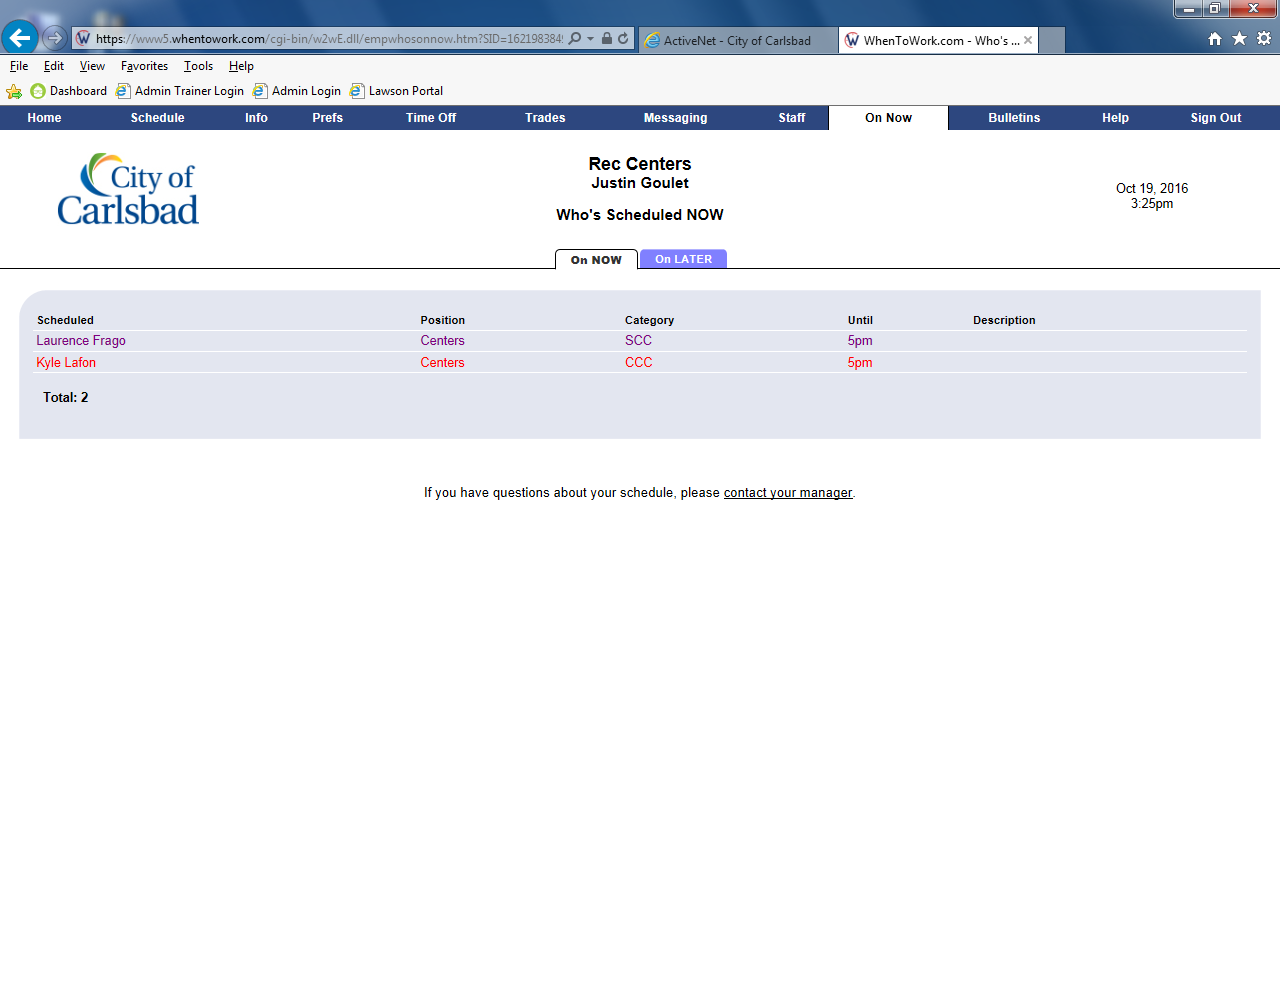 https://www5.whentowork.com/cgi-bin/w2wE.dll/empwhosonnow.htm?SID=162198384
ActiveNet - City of Carlsbad
WhenToWork.com - Who's ...
File Edit View Favorites Tools Help
Dashboard Admin Trainer Login Admin Login Lawson Portal
Home Schedule Info Prefs Time Off Trades Messaging Staff On Now Bulletins Help Sign Out
City of
Carlsbad
Rec Centers
Justin Goulet
Who's Scheduled NOW
Oct 19, 2016
3:25pm
On NOW On LATER
Scheduled Position Category Until Description
Laurence Frago Centers SCC 5pm
Kyle Lafon Centers CCC 5pm
Total: 2
If you have questions about your schedule, please contact your manager.